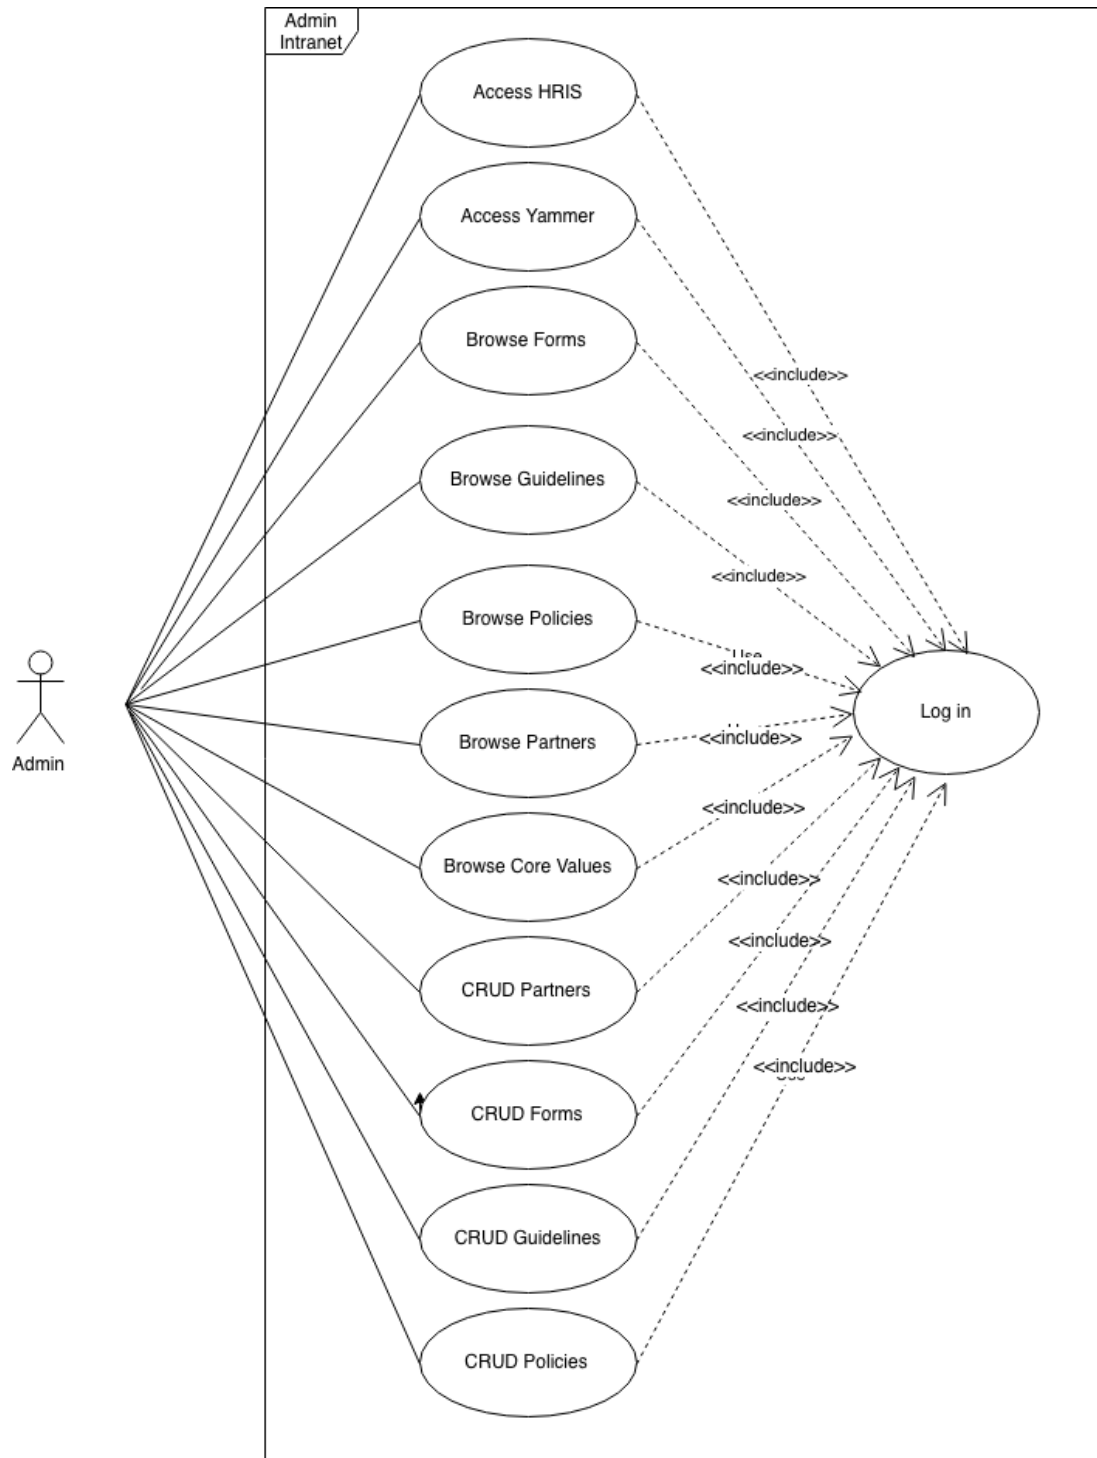 Admin
Intranet
Access HRIS
Access Yammer
Browse Forms
<<include>>
<<include>>
Browse Guidelines
<<include>>
<<include>>
Browse Policies
Use
<<include>>
Admin
Log in
Browse Partners
<<include>>
<<include>>
Browse Core Values
<<include>>
CRUD Partners
<<include>>
<<include>>
<<include>>
CRUD Forms
CRUD Guidelines
CRUD Policies